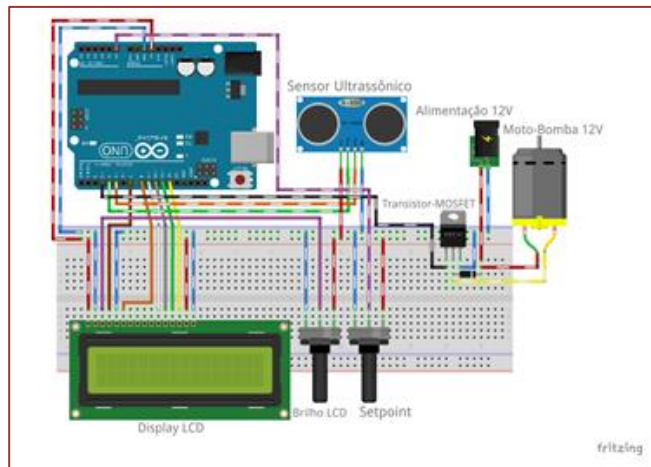 Sensor Ultrassônico
Alimentação 12V
Moto-Bomba 12V
Transistor-MOSFET
UNO
Brilho LCD
Setpoint
Display LCD
fritzing